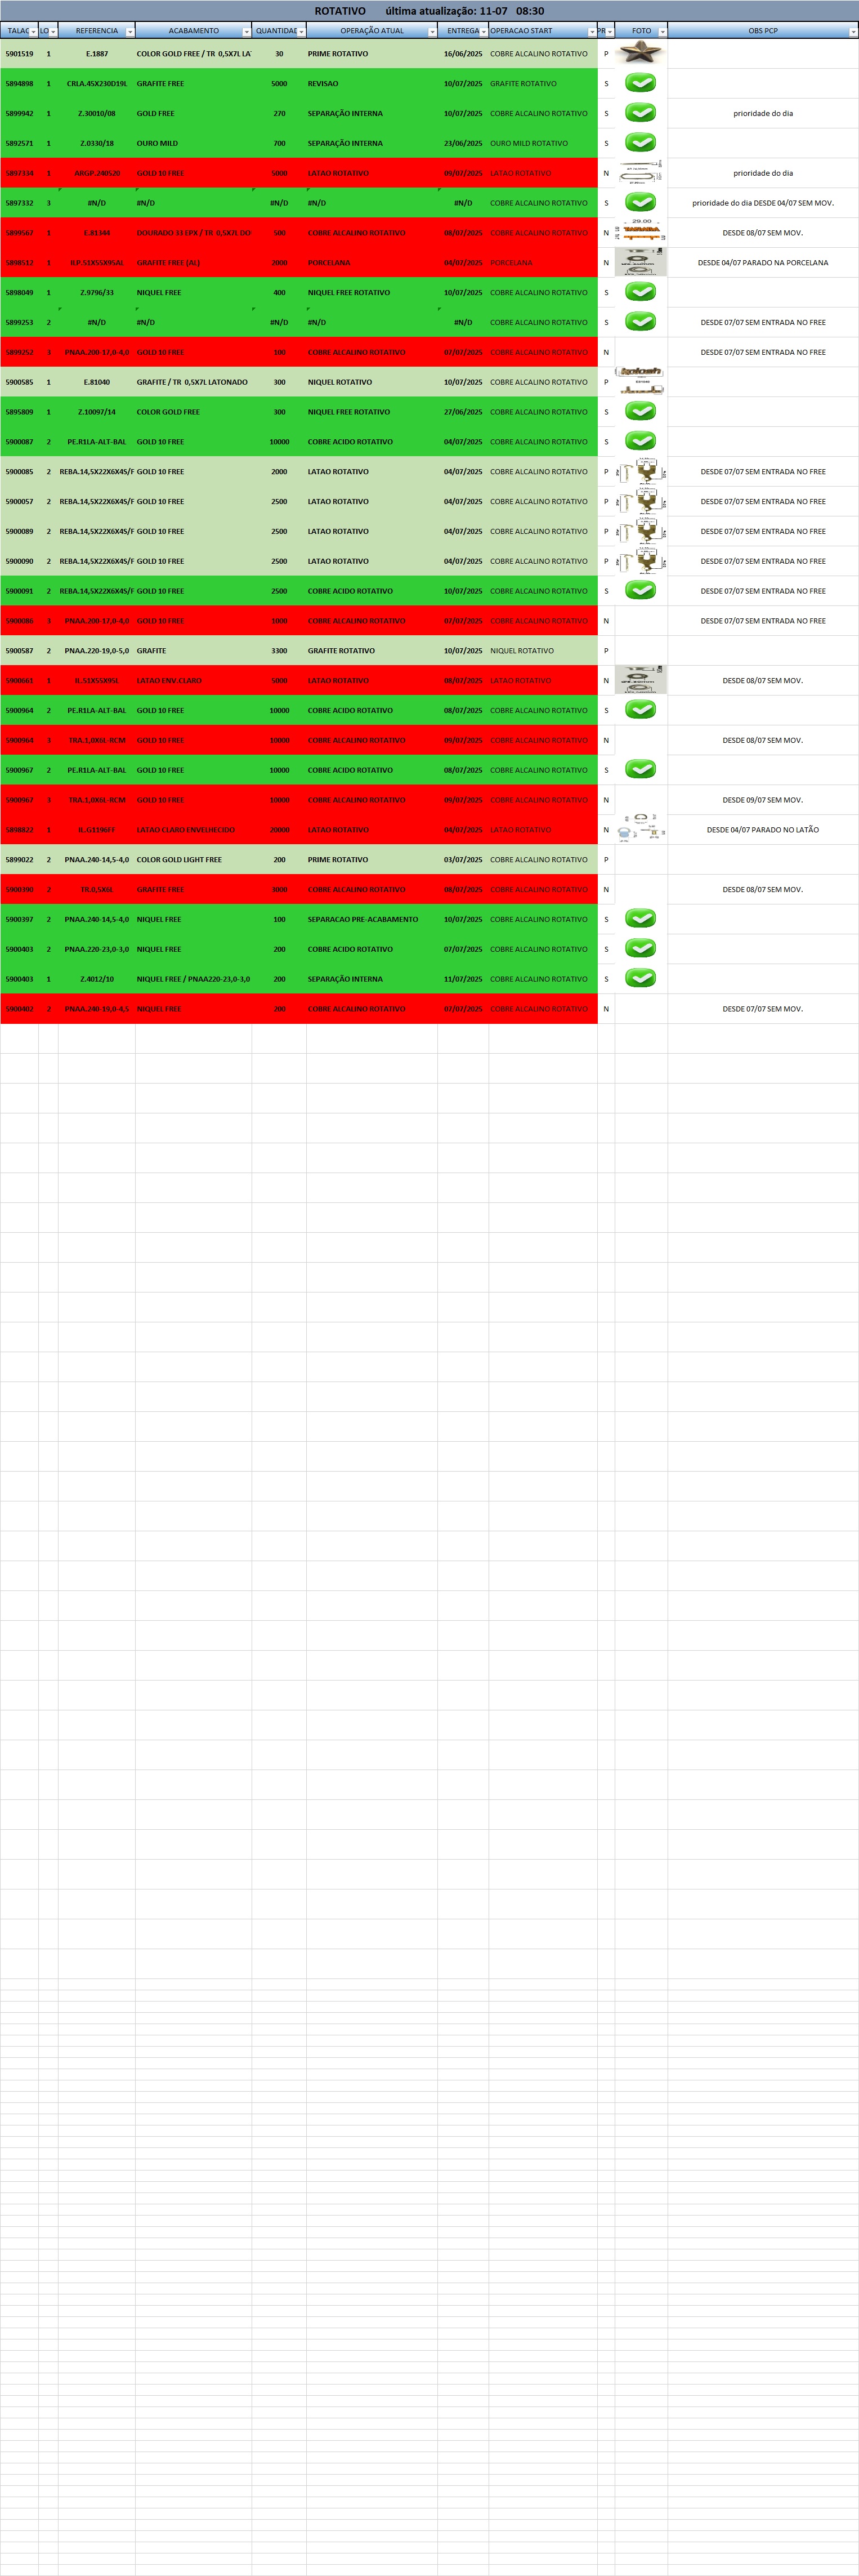 ROTATIVO última atualização: 11-07 08:30
TALAC LO REFERENCIA ACABAMENTO QUANTIDAD OPERAÇÃO ATUAL ENTREGA OPERACAO START PR FOTO OBS PCP
5901519 1 E.1887 COLOR GOLD FREE / TR 0,5X7L LA 30 PRIME ROTATIVO 16/06/2025 COBRE ALCALINO ROTATIVO P
5894898 1 CRLA.45X230D19L GRAFITE FREE 5000 REVISAO 10/07/2025 GRAFITE ROTATIVO S
5899942 1 Z.30010/08 GOLD FREE 270 SEPARAÇÃO INTERNA 10/07/2025 COBRE ALCALINO ROTATIVO S prioridade do dia
5892571 1 Z.0330/18 OURO MILD 700 SEPARAÇÃO INTERNA 23/06/2025 OURO MILD ROTATIVO S
5897334 1 ARGP.240520 GOLD 10 FREE 5000 LATAO ROTATIVO 09/07/2025 LATAO ROTATIVO N prioridade do dia
5897332 3 #N/D #N/D #N/D #N/D #N/D COBRE ALCALINO ROTATIVO S prioridade do dia DESDE 04/07 SEM MOV.
5899567 1 E.81344 DOURADO 33 EPX / TR 0,5X7L DO 500 COBRE ALCALINO ROTATIVO 08/07/2025 COBRE ALCALINO ROTATIVO N 29.00 DESDE 08/07 SEM MOV.
5898512 1 ILP.51X55X95AL GRAFITE FREE (AL) 2000 PORCELANA 04/07/2025 PORCELANA N DESDE 04/07 PARADO NA PORCELANA
5898049 1 Z.9796/33 NIQUEL FREE 400 NIQUEL FREE ROTATIVO 10/07/2025 COBRE ALCALINO ROTATIVO S
5899253 2 #N/D #N/D #N/D #N/D #N/D COBRE ALCALINO ROTATIVO S DESDE 07/07 SEM ENTRADA NO FREE
5899252 3 PNAA.200-17,0-4,0 GOLD 10 FREE 100 COBRE ALCALINO ROTATIVO 07/07/2025 COBRE ALCALINO ROTATIVO N DESDE 07/07 SEM ENTRADA NO FREE
5900585 1 E.81040 GRAFITE / TR 0,5X7L LATONADO 300 NIQUEL ROTATIVO 10/07/2025 COBRE ALCALINO ROTATIVO P
5895809 1 Z.10097/14 COLOR GOLD FREE 300 NIQUEL FREE ROTATIVO 27/06/2025 COBRE ALCALINO ROTATIVO S
5900087 2 PE.R1LA-ALT-BAL GOLD 10 FREE 10000 COBRE ACIDO ROTATIVO 04/07/2025 COBRE ALCALINO ROTATIVO S
5900085 2 REBA.14,5X22X6X4S/F GOLD 10 FREE 2000 LATAO ROTATIVO 04/07/2025 COBRE ALCALINO ROTATIVO P DESDE 07/07 SEM ENTRADA NO FREE
5900057 2 REBA.14,5X22X6X4S/F GOLD 10 FREE 2500 LATAO ROTATIVO 04/07/2025 COBRE ALCALINO ROTATIVO P DESDE 07/07 SEM ENTRADA NO FREE
5900089 2 REBA.14,5X22X6X4S/F GOLD 10 FREE 2500 LATAO ROTATIVO 04/07/2025 COBRE ALCALINO ROTATIVO P DESDE 07/07 SEM ENTRADA NO FREE
5900090 2 REBA.14,5X22X6X4S/F GOLD 10 FREE 2500 LATAO ROTATIVO 04/07/2025 COBRE ALCALINO ROTATIVO P DESDE 07/07 SEM ENTRADA NO FREE
5900091 2 REBA.14,5X22X6X4S/F GOLD 10 FREE 2500 COBRE ACIDO ROTATIVO 10/07/2025 COBRE ALCALINO ROTATIVO S DESDE 07/07 SEM ENTRADA NO FREE
5900086 3 PNAA.200-17,0-4,0 GOLD 10 FREE 1000 COBRE ALCALINO ROTATIVO 07/07/2025 COBRE ALCALINO ROTATIVO N DESDE 07/07 SEM ENTRADA NO FREE
5900587 2 PNAA.220-19,0-5,0 GRAFITE 3300 GRAFITE ROTATIVO 10/07/2025 NIQUEL ROTATIVO P
5900661 1 IL.51X55X95L LATAO ENV.CLARO 5000 LATAO ROTATIVO 08/07/2025 LATAO ROTATIVO N DESDE 08/07 SEM MOV.
5900964 2 PE.R1LA-ALT-BAL GOLD 10 FREE 10000 COBRE ACIDO ROTATIVO 08/07/2025 COBRE ALCALINO ROTATIVO S
5900964 3 TRA.1,0X6L-RCM GOLD 10 FREE 10000 COBRE ALCALINO ROTATIVO 09/07/2025 COBRE ALCALINO ROTATIVO N DESDE 08/07 SEM MOV.
5900967 2 PE.R1LA-ALT-BAL GOLD 10 FREE 10000 COBRE ACIDO ROTATIVO 08/07/2025 COBRE ALCALINO ROTATIVO S
5900967 3 TRA.1,0X6L-RCM GOLD 10 FREE 10000 COBRE ALCALINO ROTATIVO 09/07/2025 COBRE ALCALINO ROTATIVO N DESDE 09/07 SEM MOV.
5898822 1 IL.G1196FF LATAO CLARO ENVELHECIDO 20000 LATAO ROTATIVO 04/07/2025 LATAO ROTATIVO N DESDE 04/07 PARADO NO LATÃO
5899022 2 PNAA.240-14,5-4,0 COLOR GOLD LIGHT FREE 200 PRIME ROTATIVO 03/07/2025 COBRE ALCALINO ROTATIVO P
5900390 2 TR.0,5X6L GRAFITE FREE 3000 COBRE ALCALINO ROTATIVO 08/07/2025 COBRE ALCALINO ROTATIVO N DESDE 08/07 SEM MOV.
5900397 2 PNAA.240-14,5-4,0 NIQUEL FREE 100 SEPARACAO PRE-ACABAMENTO 10/07/2025 COBRE ALCALINO ROTATIVO S
5900403 2 PNAA.220-23,0-3,0 NIQUEL FREE 200 COBRE ACIDO ROTATIVO 07/07/2025 COBRE ALCALINO ROTATIVO S
5900403 1 Z.4012/10 NIQUEL FREE / PNAA220-23,0-3,0 200 SEPARAÇÃO INTERNA 11/07/2025 COBRE ALCALINO ROTATIVO S
5900402 2 PNAA.240-19,0-4,5 NIQUEL FREE 200 COBRE ALCALINO ROTATIVO 07/07/2025 COBRE ALCALINO ROTATIVO N DESDE 07/07 SEM MOV.